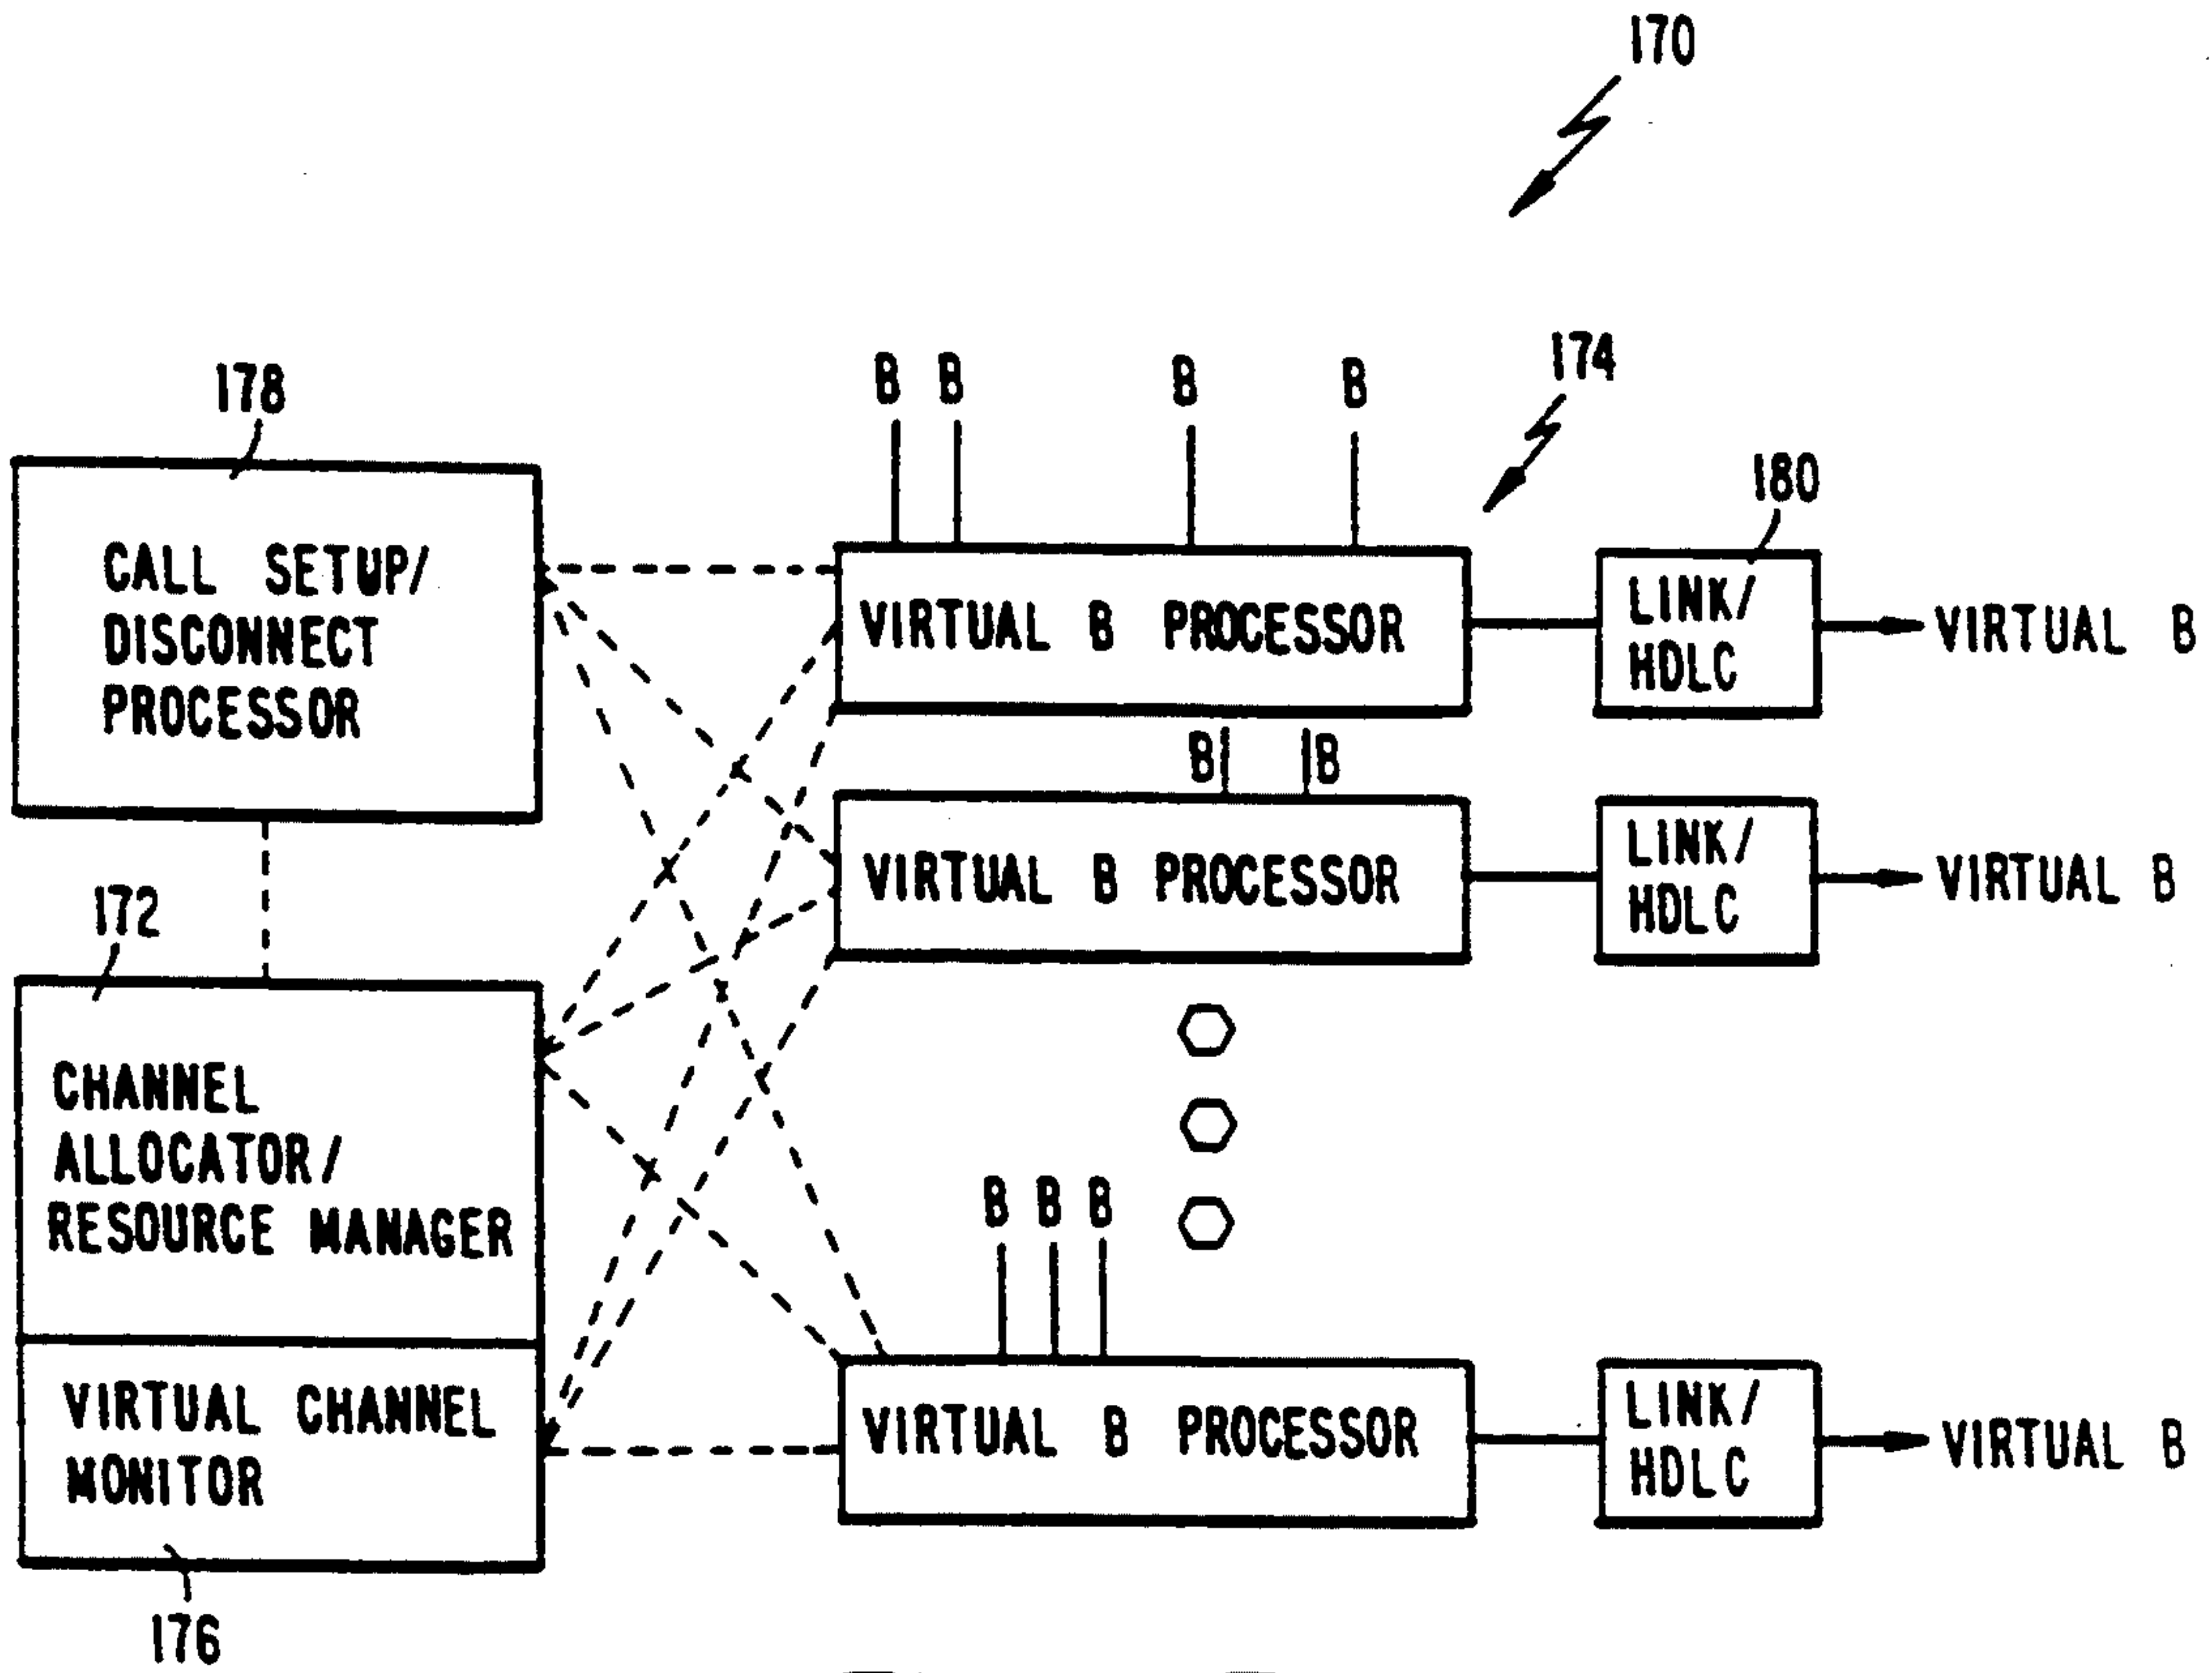 170
174
178
B B B B
180
CALL SETUP/
DISCONNECT
PROCESSOR
VIRTUAL B PROCESSOR
LINK/
HDLC
VIRTUAL B
B B
VIRTUAL B PROCESSOR
LINK/
HDLC
VIRTUAL B
172
CHANNEL
ALLOCATOR/
RESOURCE MANAGER
B B B
VIRTUAL CHANNEL
MONITOR
VIRTUAL B PROCESSOR
LINK/
HDLC
VIRTUAL B
176